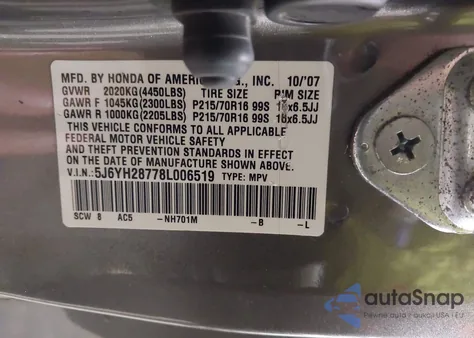 MFD. BY HONDA OF AMERICA MFG., INC. 10/'07
GVWR 2020KG(4450LBS) TIRE SIZE RIM SIZE
GAWR F 1045KG(2300LBS) P215/70R16 99S 16x6.5JJ
GAWR R 1000KG(2205LBS) P215/70R16 99S 16x6.5JJ
THIS VEHICLE CONFORMS TO ALL APPLICABLE
FEDERAL MOTOR VEHICLE SAFETY
AND THEFT PREVENTION STANDARDS IN EFFECT
ON THE DATE OF MANUFACTURE SHOWN ABOVE.
V.I.N.:5J6YH28778L006519 TYPE: MPV
SCW 8 AC5 -NH701M -B -L
autoSnap